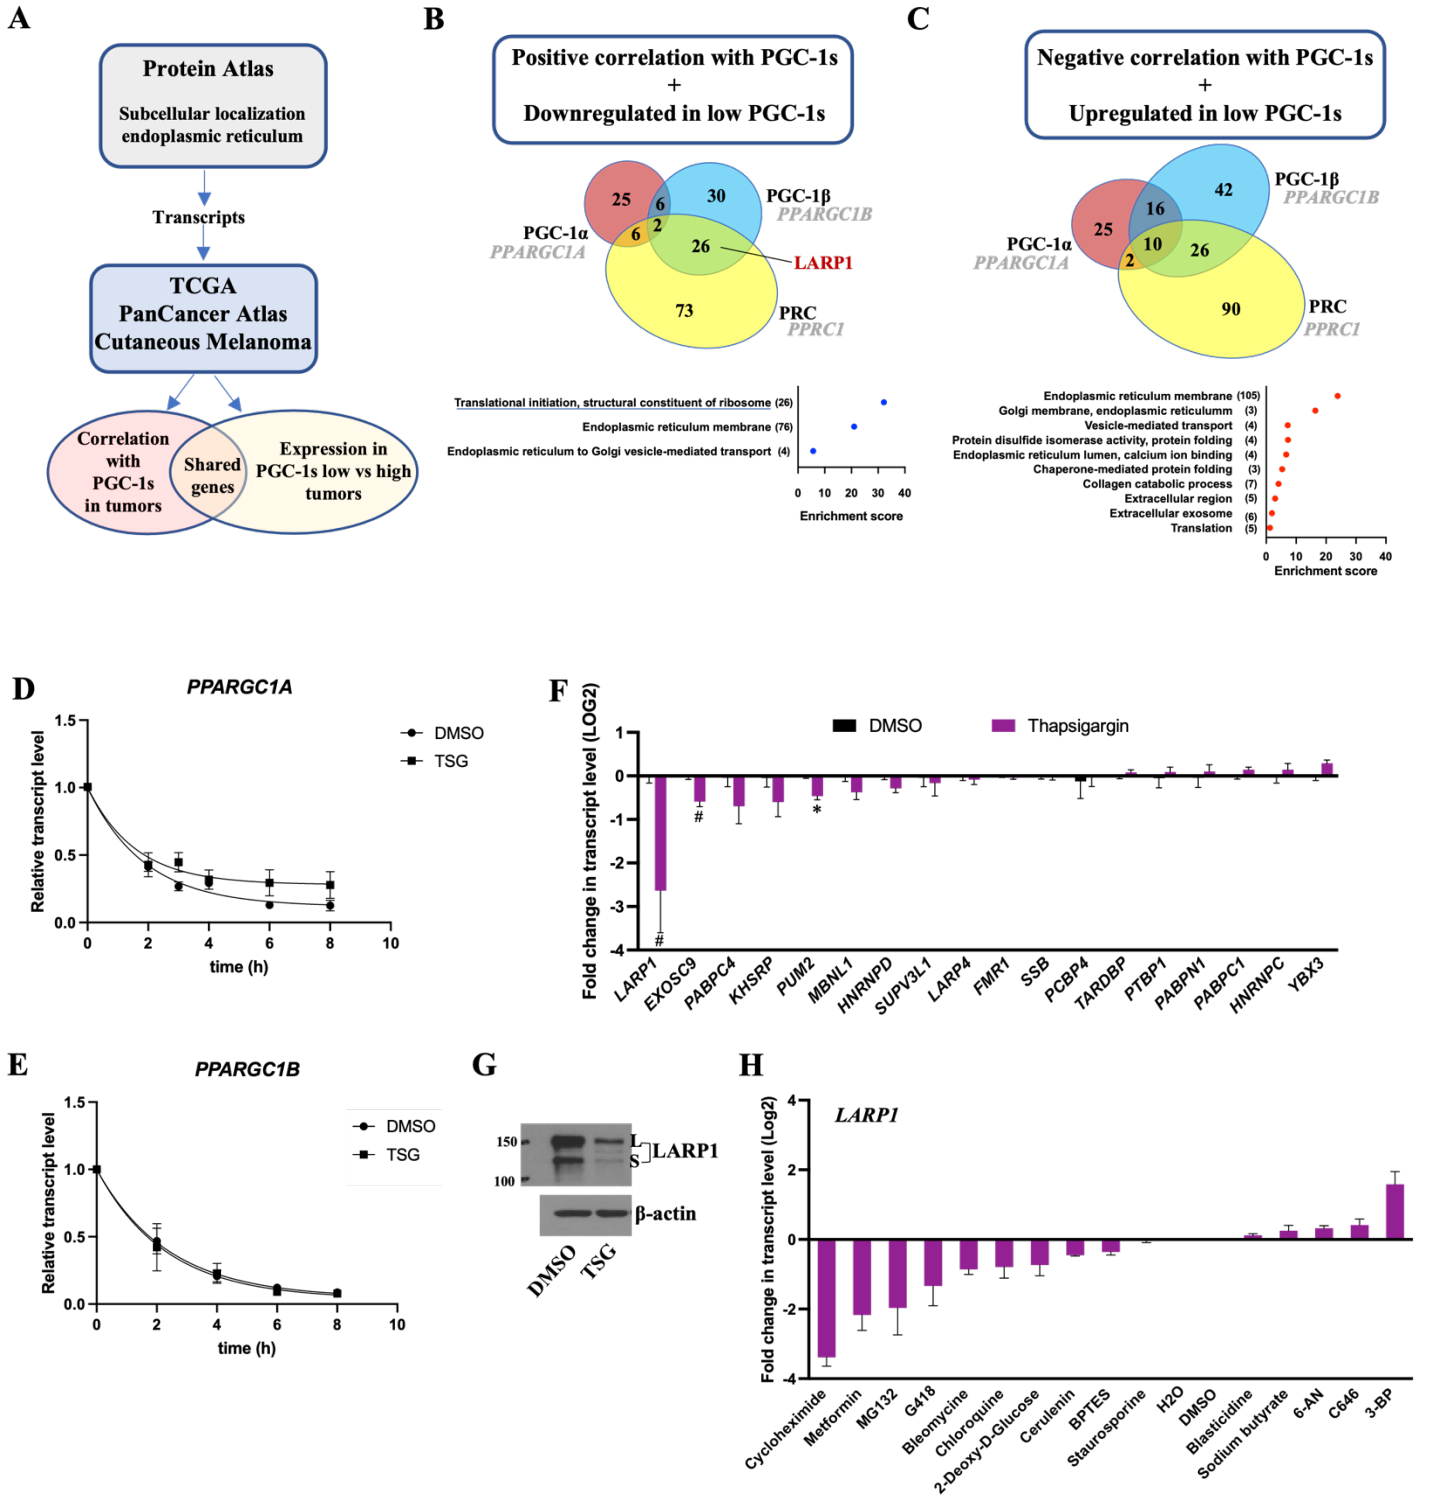 A
Protein Atlas
Subcellular localization
endoplasmic reticulum
Transcripts
TCGA
PanCancer Atlas
Cutaneous Melanoma
Correlation
with
PGC-1s
in tumors
Shared
genes
Expression in
PGC-1s low vs high
tumors
B
Positive correlation with PGC-1s
+
Downregulated in low PGC-1s
25
6
30
2
6
26
73
PGC-1β
PPARGC1B
PGC-1α
PPARGC1A
LARP1
PRC
PPRC1
Translational initiation, structural constituent of ribosome (26)
Endoplasmic reticulum membrane (76)
Endoplasmic reticulum to Golgi vesicle-mediated transport (4)
0 10 20 30 40
Enrichment score
C
Negative correlation with PGC-1s
+
Upregulated in low PGC-1s
42
16
25
10
2
26
90
PGC-1β
PPARGC1B
PGC-1α
PPARGC1A
PRC
PPRC1
Endoplasmic reticulum membrane (105)
Golgi membrane, endoplasmic reticulumm (3)
Vesicle-mediated transport (4)
Protein disulfide isomerase activity, protein folding (4)
Endoplasmic reticulum lumen, calcium ion binding (4)
Chaperone-mediated protein folding (3)
Collagen catabolic process (7)
Extracellular region (5)
Extracellular exosome (6)
Translation (5)
0 10 20 30 40
Enrichment score
D
PPARGC1A
Relative transcript level
1.5
1.0
0.5
0.0
0 2 4 6 8 10
time (h)
DMSO
TSG
F
Fold change in transcript level (LOG2)
DMSO
Thapsigargin
1
0
-1
-2
-3
-4
#
#
*
LARP1
EXOSC9
PABPC4
KHSRP
PUM2
MBNL1
HNRNPD
SUPV3L1
LARP4
FMR1
SSB
PCBP4
TARDBP
PTBP1
PABPN1
PABPC1
HNRNPC
YBX3
E
PPARGC1B
Relative transcript level
1.5
1.0
0.5
0.0
0 2 4 6 8 10
time (h)
DMSO
TSG
G
150
100
L
S
LARP1
β-actin
DMSO
TSG
H
LARP1
Fold change in transcript level (Log2)
4
2
0
-2
-4
Cycloheximide
Metformin
MG132
G418
Bleomycine
Chloroquine
2-Deoxy-D-Glucose
Cerulenin
BPTES
Staurosporine
H2O
DMSO
Blasticidine
Sodium butyrate
6-AN
C646
3-BP